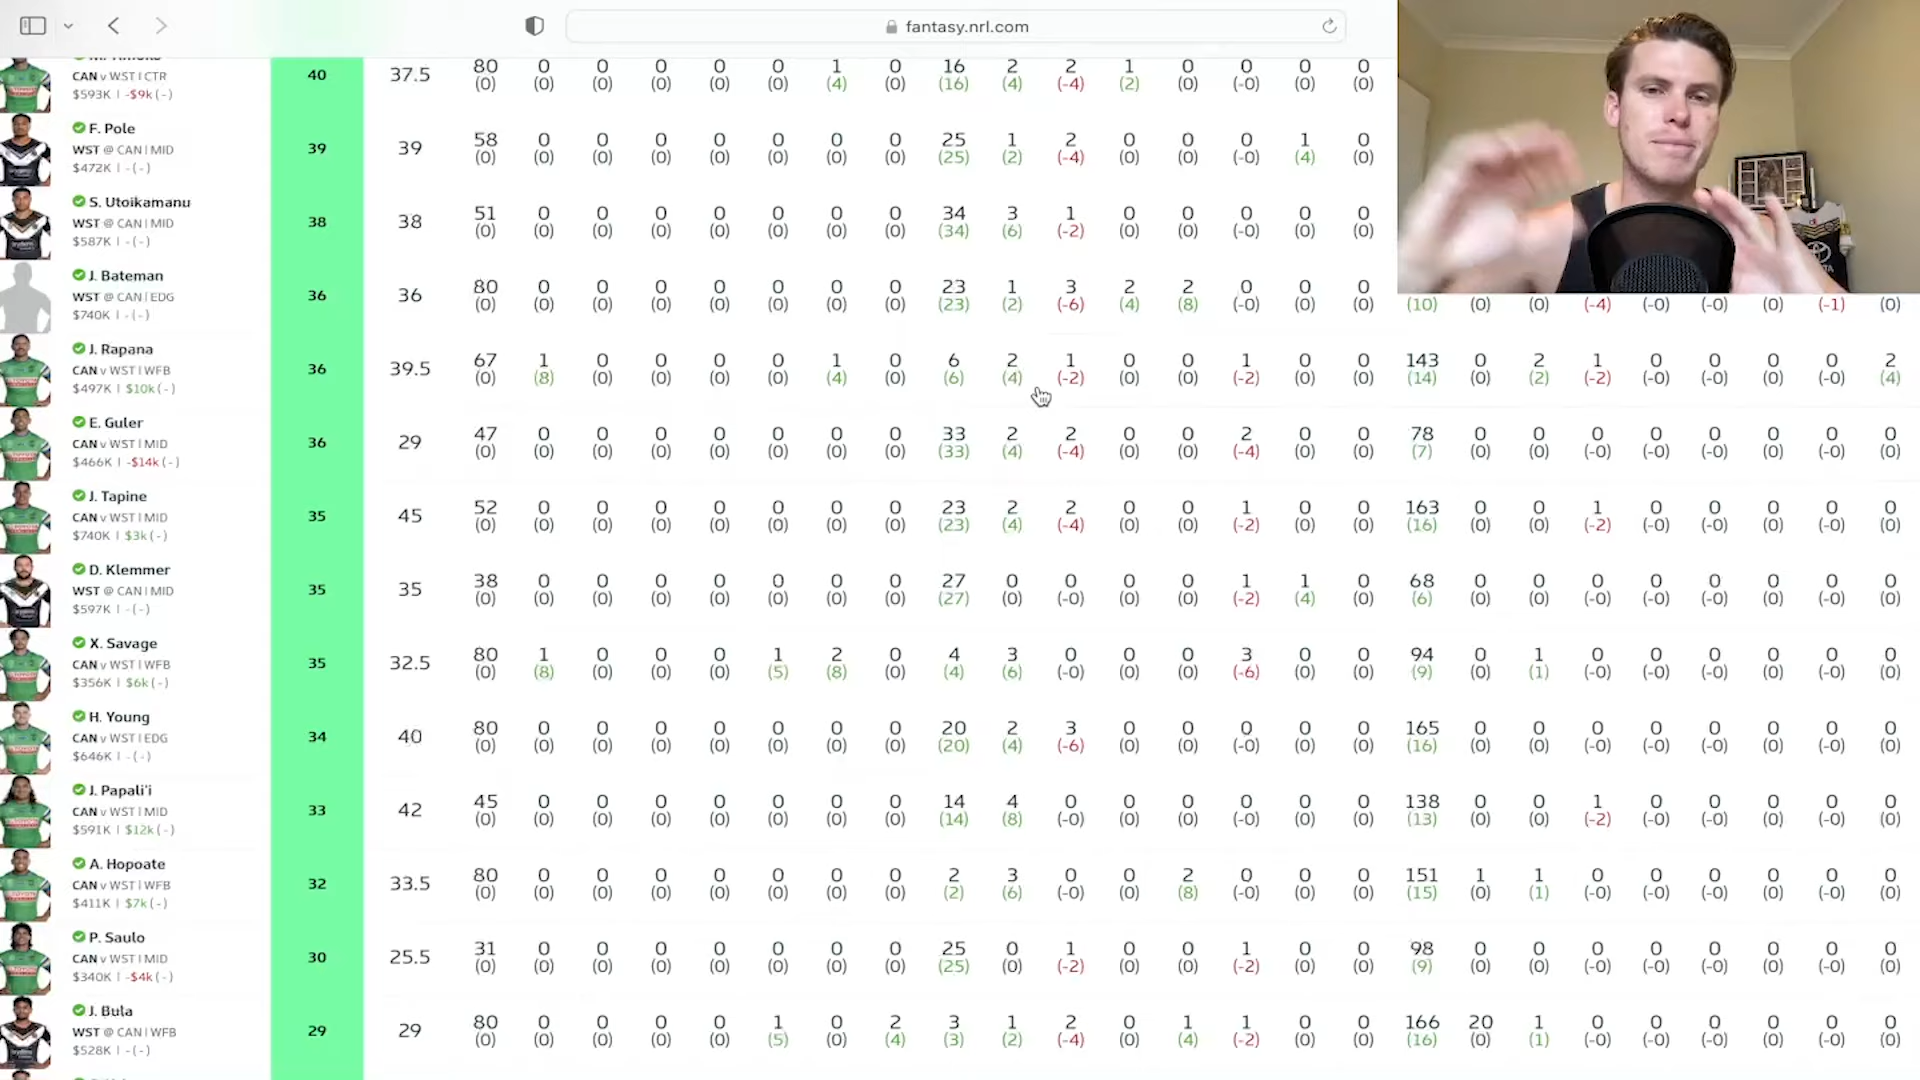 fantasy.nrl.com
CAN v WST | CTR
$593K | -$9k (-)
40 37.5 80 0 0 0 0 0 1 0 16 2 2 1 0 0 0 0
(0) (0) (0) (0) (0) (0) (4) (0) (16) (4) (-4) (2) (0) (-0) (0) (0)
F. Pole
WST @ CAN | MID
$472K | - (-)
39 39 58 0 0 0 0 0 0 0 25 1 2 0 0 0 1 0
(0) (0) (0) (0) (0) (0) (0) (0) (25) (2) (-4) (0) (0) (-0) (4) (0)
S. Utoikamanu
WST @ CAN | MID
$587K | - (-)
38 38 51 0 0 0 0 0 0 0 34 3 1 0 0 0 0 0
(0) (0) (0) (0) (0) (0) (0) (0) (34) (6) (-2) (0) (0) (-0) (0) (0)
J. Bateman
WST @ CAN | EDG
$740K | - (-)
36 36 80 0 0 0 0 0 0 0 23 1 3 2 2 0 0 0
(0) (0) (0) (0) (0) (0) (0) (0) (23) (2) (-6) (4) (8) (-0) (0) (0) (10) (0) (0) (-4) (-0) (-0) (0) (-1) (0)
J. Rapana
CAN v WST | WFB
$497K | $10k (-)
36 39.5 67 1 0 0 0 0 1 0 6 2 1 0 0 1 0 0 143 0 2 1 0 0 0 0 2
(0) (8) (0) (0) (0) (0) (4) (0) (6) (4) (-2) (0) (0) (-2) (0) (0) (14) (0) (2) (-2) (-0) (-0) (0) (-0) (4)
E. Guler
CAN v WST | MID
$466K | -$14k (-)
36 29 47 0 0 0 0 0 0 0 33 2 2 0 0 2 0 0 78 0 0 0 0 0 0 0 0
(0) (0) (0) (0) (0) (0) (0) (0) (33) (4) (-4) (0) (0) (-4) (0) (0) (7) (0) (0) (-0) (-0) (-0) (0) (-0) (0)
J. Tapine
CAN v WST | MID
$740K | $3k (-)
35 45 52 0 0 0 0 0 0 0 23 2 2 0 0 1 0 0 163 0 0 1 0 0 0 0 0
(0) (0) (0) (0) (0) (0) (0) (0) (23) (4) (-4) (0) (0) (-2) (0) (0) (16) (0) (0) (-2) (-0) (-0) (0) (-0) (0)
D. Klemmer
WST @ CAN | MID
$597K | - (-)
35 35 38 0 0 0 0 0 0 0 27 0 0 0 0 1 1 0 68 0 0 0 0 0 0 0 0
(0) (0) (0) (0) (0) (0) (0) (0) (27) (0) (-0) (0) (0) (-2) (4) (0) (6) (0) (0) (-0) (-0) (-0) (0) (-0) (0)
X. Savage
CAN v WST | WFB
$356K | $6k (-)
35 32.5 80 1 0 0 0 1 2 0 4 3 0 0 0 3 0 0 94 0 1 0 0 0 0 0 0
(0) (8) (0) (0) (0) (5) (8) (0) (4) (6) (-0) (0) (0) (-6) (0) (0) (9) (0) (1) (-0) (-0) (-0) (0) (-0) (0)
H. Young
CAN v WST | EDG
$646K | - (-)
34 40 80 0 0 0 0 0 0 0 20 2 3 0 0 0 0 0 165 0 0 0 0 0 0 0 0
(0) (0) (0) (0) (0) (0) (0) (0) (20) (4) (-6) (0) (0) (-0) (0) (0) (16) (0) (0) (-0) (-0) (-0) (0) (-0) (0)
J. Papali'i
CAN v WST | MID
$591K | $12k (-)
33 42 45 0 0 0 0 0 0 0 14 4 0 0 0 0 0 0 138 0 0 1 0 0 0 0 0
(0) (0) (0) (0) (0) (0) (0) (0) (14) (8) (-0) (0) (0) (-0) (0) (0) (13) (0) (0) (-2) (-0) (-0) (0) (-0) (0)
A. Hopoate
CAN v WST | WFB
$411K | $7k (-)
32 33.5 80 0 0 0 0 0 0 0 2 3 0 0 2 0 0 0 151 1 1 0 0 0 0 0 0
(0) (0) (0) (0) (0) (0) (0) (0) (2) (6) (-0) (0) (8) (-0) (0) (0) (15) (0) (1) (-0) (-0) (-0) (0) (-0) (0)
P. Saulo
CAN v WST | MID
$340K | -$4k (-)
30 25.5 31 0 0 0 0 0 0 0 25 0 1 0 0 1 0 0 98 0 0 0 0 0 0 0 0
(0) (0) (0) (0) (0) (0) (0) (0) (25) (0) (-2) (0) (0) (-2) (0) (0) (9) (0) (0) (-0) (-0) (-0) (0) (-0) (0)
J. Bula
WST @ CAN | WFB
$528K | - (-)
29 29 80 0 0 0 0 1 0 2 3 1 2 0 1 1 0 0 166 20 1 0 0 0 0 0 0
(0) (0) (0) (0) (0) (5) (0) (4) (3) (2) (-4) (0) (4) (-2) (0) (0) (16) (0) (1) (-0) (-0) (-0) (0) (-0) (0)